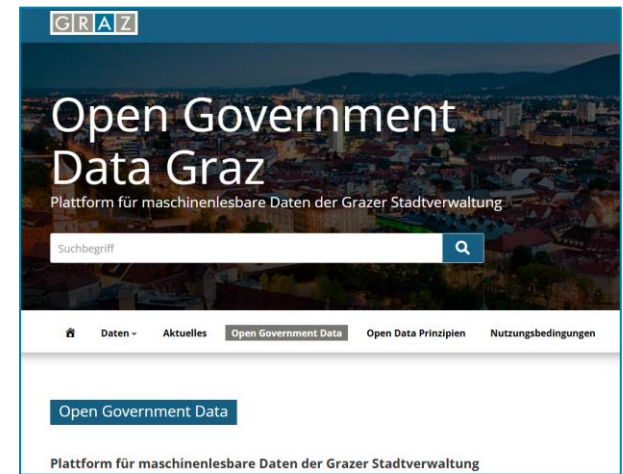 GRAZ
Open Government
Data Graz
Plattform für maschinenlesbare Daten der Grazer Stadtverwaltung
Suchbegriff
Daten Aktuelles Open Government Data Open Data Prinzipien Nutzungsbedingungen
Open Government Data
Plattform für maschinenlesbare Daten der Grazer Stadtverwaltung